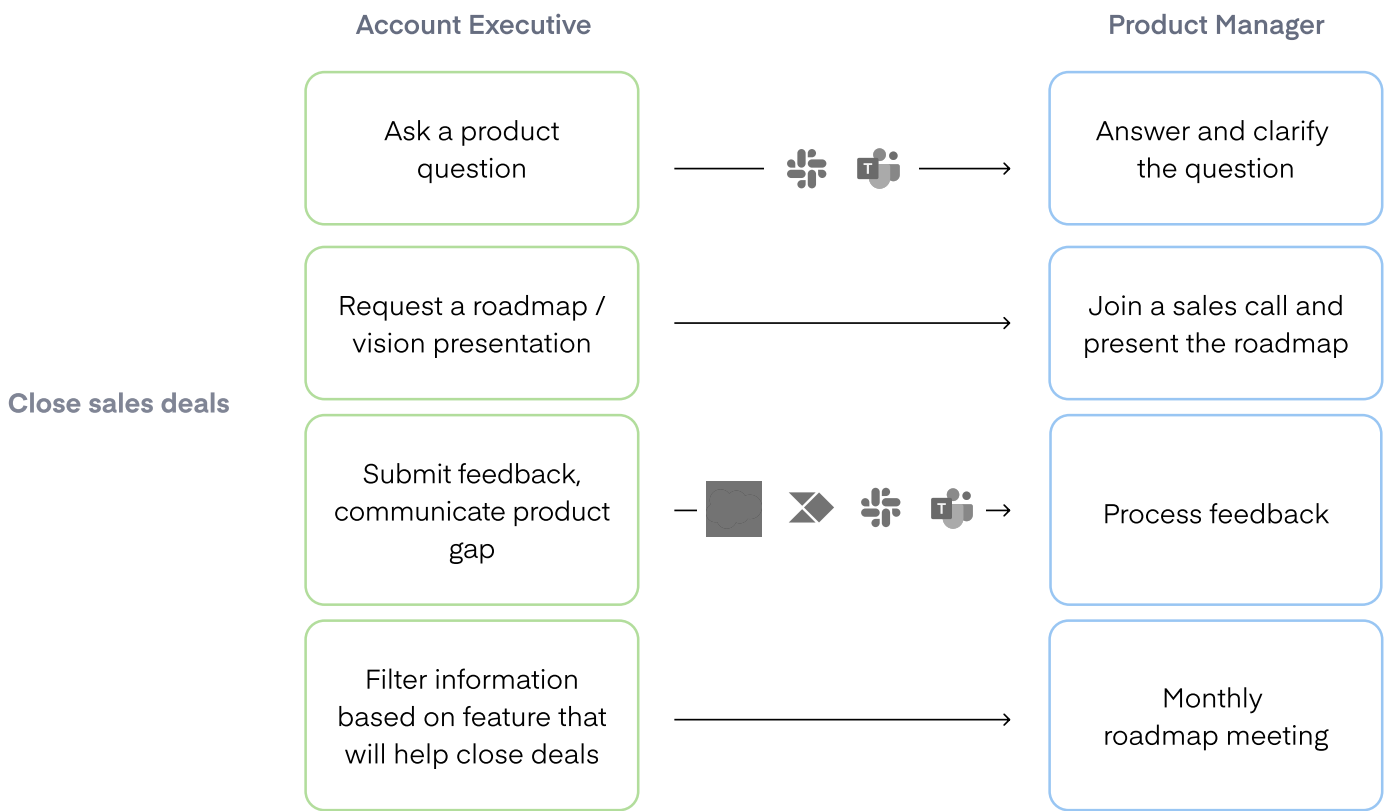 Account Executive
Product Manager
Ask a product
question
T
Answer and clarify
the question
Request a roadmap /
vision presentation
Join a sales call and
present the roadmap
Close sales deals
Submit feedback,
communicate product
gap
T
Process feedback
Filter information
based on feature that
will help close deals
Monthly
roadmap meeting